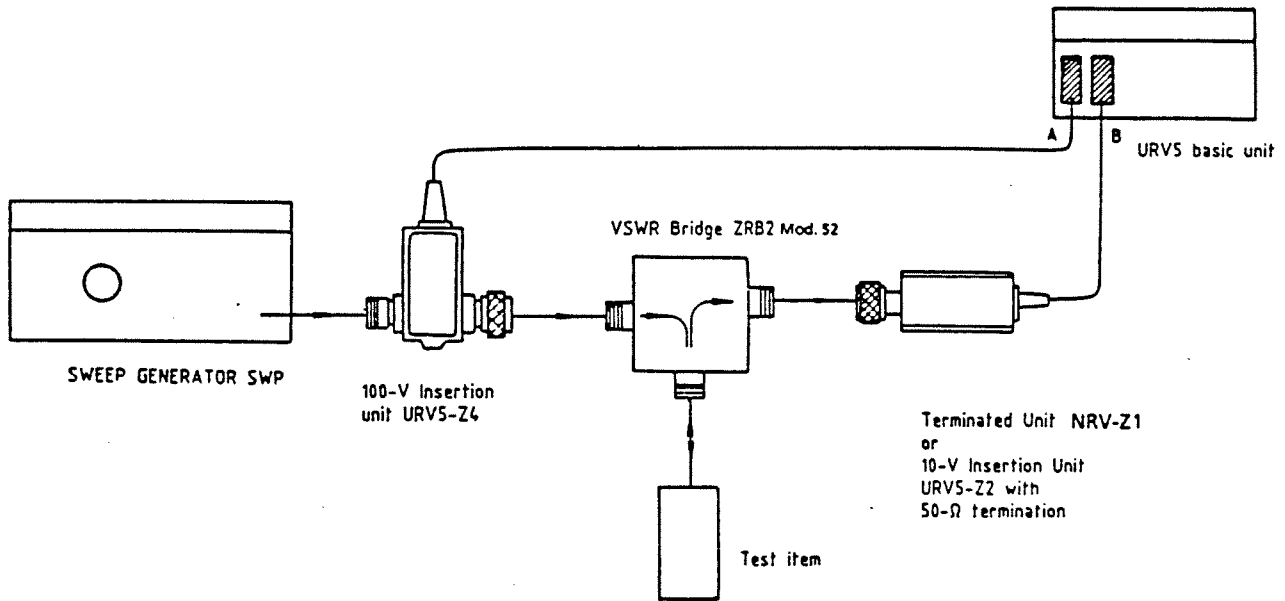 A
B
URV5 basic unit
VSWR Bridge ZRB2 Mod. 52
SWEEP GENERATOR SWP
100-V Insertion
unit URV5-Z4
Terminated Unit NRV-Z1
or
10-V Insertion Unit
URV5-Z2 with
50-Ω termination
Test item